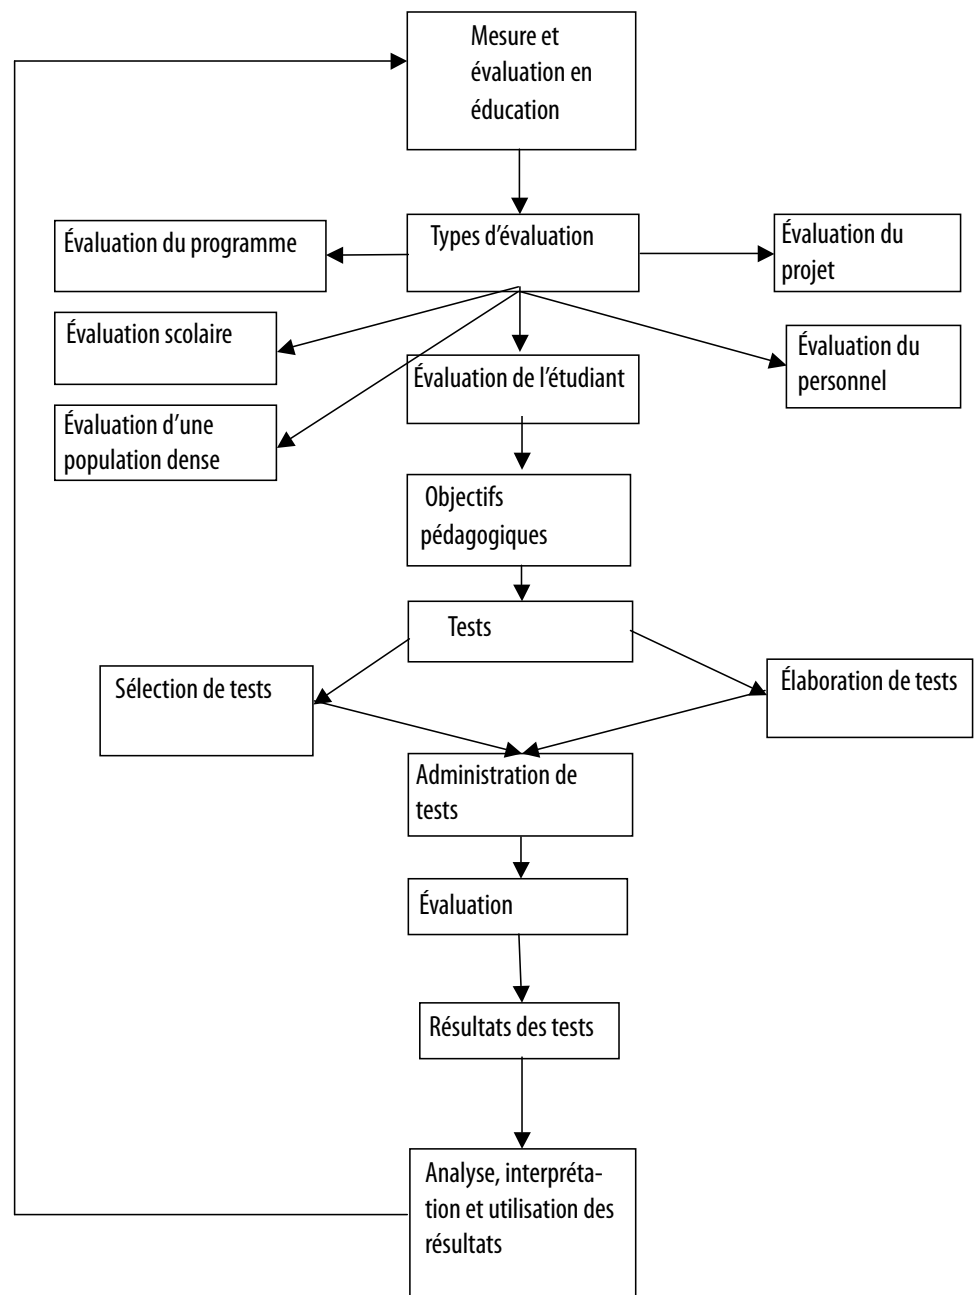 Mesure et
évaluation en
éducation
Types d’évaluation
Évaluation du programme
Évaluation du
projet
Évaluation scolaire
Évaluation du
personnel
Évaluation de l’étudiant
Évaluation d’une
population dense
Objectifs
pédagogiques
Tests
Sélection de tests
Élaboration de tests
Administration de
tests
Évaluation
Résultats des tests
Analyse, interpréta-
tion et utilisation des
résultats